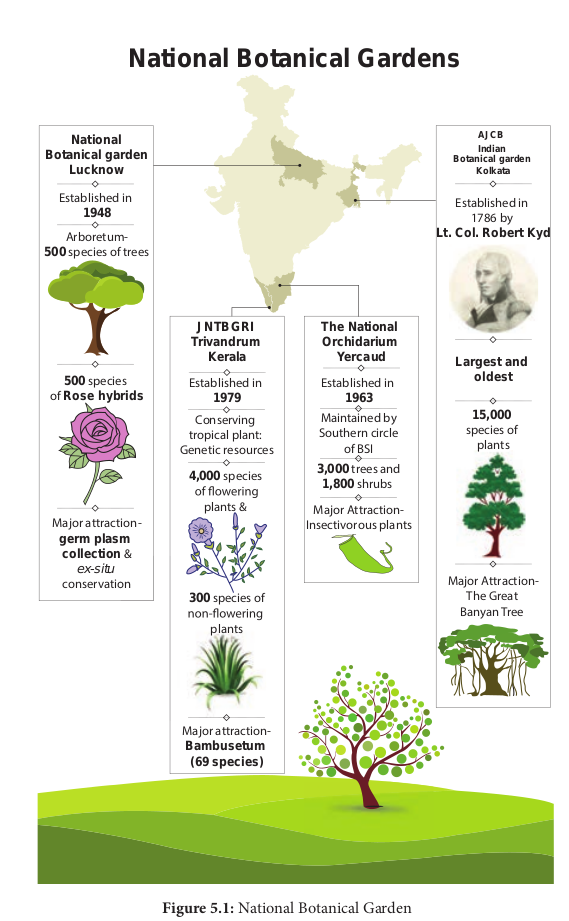 National Botanical Gardens
National
Botanical garden
Lucknow
Established in
1948
Arboretum-
500 species of trees
500 species
of Rose hybrids
Major attraction-
germ plasm
collection &
ex-situ
conservation
JNTBGRI
Trivandrum
Kerala
Established in
1979
Conserving
tropical plant:
Genetic resources
4,000 species
of flowering
plants &
300 species of
non-flowering
plants
Major attraction-
Bambusetum
(69 species)
The National
Orchidarium
Yercaud
Established in
1963
Maintained by
Southern circle
of BSI
3,000 trees and
1,800 shrubs
Major Attraction-
Insectivorous plants
AJCB
Indian
Botanical garden
Kolkata
Established in
1786 by
Lt. Col. Robert Kyd
Largest and
oldest
15,000
species of
plants
Major Attraction-
The Great
Banyan Tree
Figure 5.1: National Botanical Garden